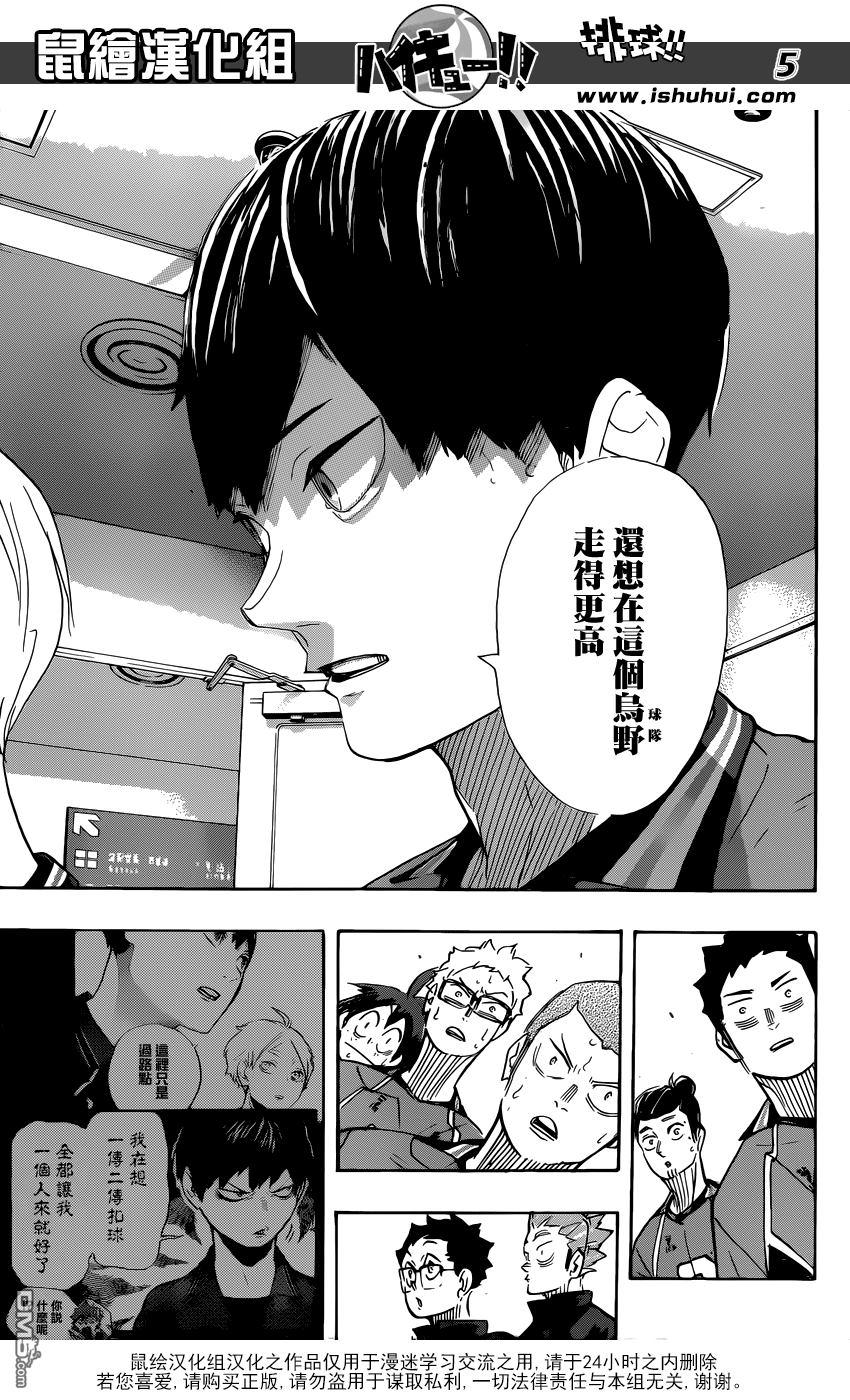 鼠繪漢化組
ハイキュー!!
排球!!
5
www.ishuhui.com
還想在這個烏野
球隊
走得更高
這裡只是
過路點
我在想
一傳二傳扣球
全都讓我
一個人來就好了
你說
什麼呢
DM5.com
鼠绘汉化组汉化之作品仅用于漫迷学习交流之用, 请于24小时之内删除
若您喜爱, 请购买正版, 请勿盗用于谋取私利, 一切法律责任与本组无关, 谢谢。